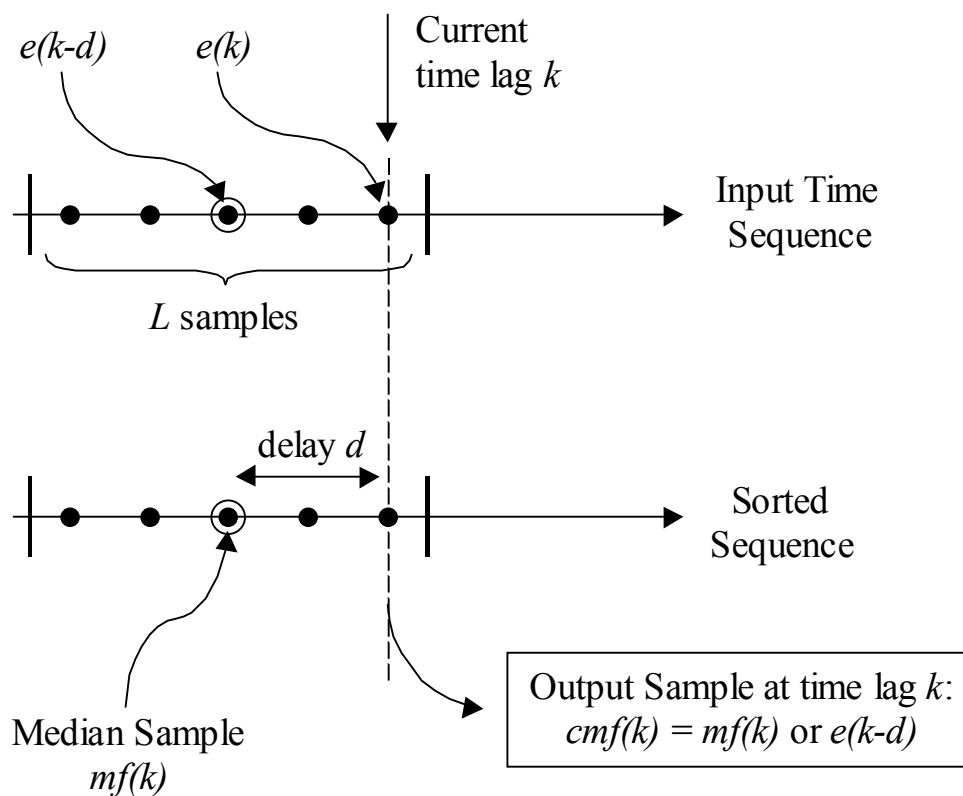 e(k-d)
e(k)
Current
time lag k
Input Time
Sequence
L samples
delay d
Sorted
Sequence
Median Sample
mf(k)
Output Sample at time lag k:
cmf(k) = mf(k) or e(k-d)